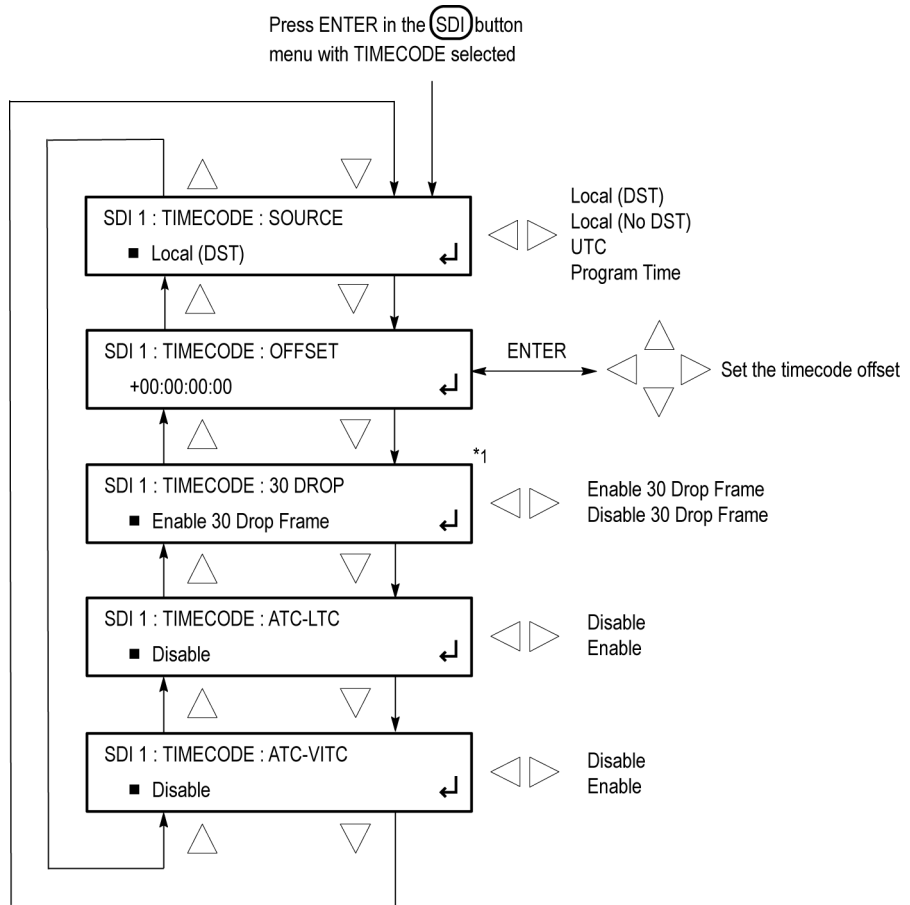 Press ENTER in the SDI button
menu with TIMECODE selected
SDI 1 : TIMECODE : SOURCE
■ Local (DST)
Local (DST)
Local (No DST)
UTC
Program Time
SDI 1 : TIMECODE : OFFSET
+00:00:00:00
ENTER
Set the timecode offset
*1
SDI 1 : TIMECODE : 30 DROP
■ Enable 30 Drop Frame
Enable 30 Drop Frame
Disable 30 Drop Frame
SDI 1 : TIMECODE : ATC-LTC
■ Disable
Disable
Enable
SDI 1 : TIMECODE : ATC-VITC
■ Disable
Disable
Enable